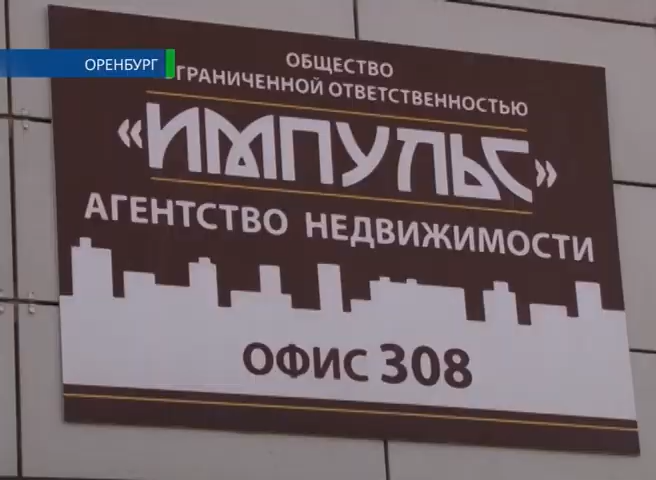 ОРЕНБУРГ
ОБЩЕСТВО
ГРАНИЧЕННОЙ ОТВЕТСТВЕННОСТЬЮ
«ИМПУЛЬС»
АГЕНТСТВО НЕДВИЖИМОСТИ
ОФИС 308